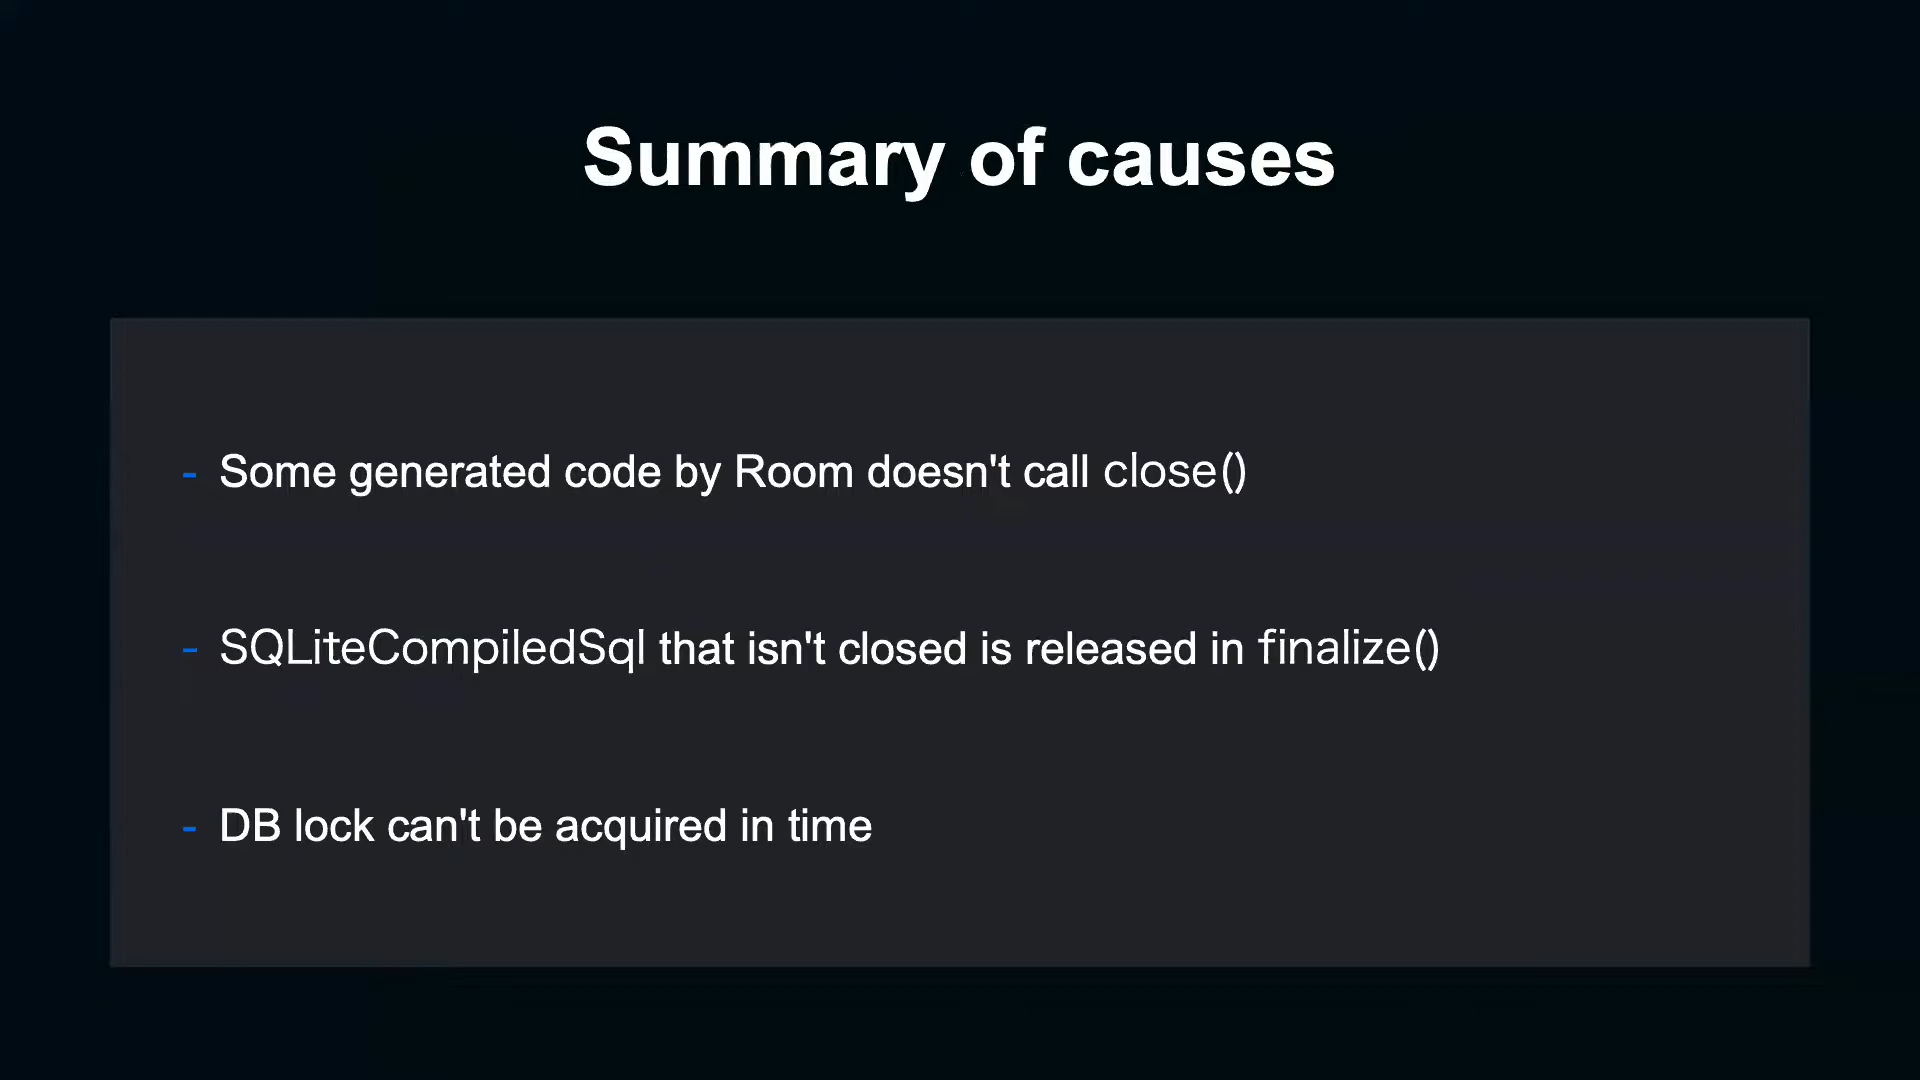 Summary of causes
- Some generated code by Room doesn't call close()
- SQLiteCompiledSql that isn't closed is released in finalize()
- DB lock can't be acquired in time